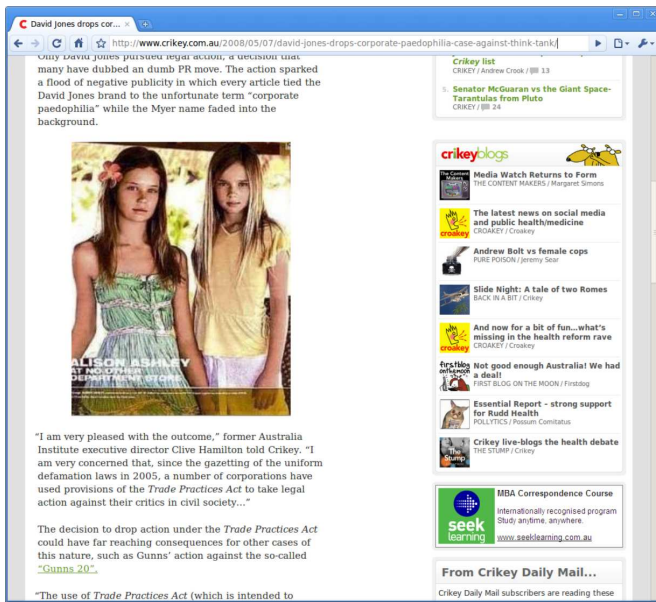 David Jones drops cor...
http://www.crikey.com.au/2008/05/07/david-jones-drops-corporate-paedophilia-case-against-think-tank/
Only David Jones pursued legal action, a decision that
many have dubbed an dumb PR move. The action sparked
a flood of negative publicity in which every article tied the
David Jones brand to the unfortunate term “corporate
paedophilia” while the Myer name faded into the
background.
ALISON ASHLEY
AT NO OTHER
DEPARTMENT STORE
“I am very pleased with the outcome,” former Australia
Institute executive director Clive Hamilton told Crikey. “I
am very concerned that, since the gazetting of the uniform
defamation laws in 2005, a number of corporations have
used provisions of the Trade Practices Act to take legal
action against their critics in civil society...”
The decision to drop action under the Trade Practices Act
could have far reaching consequences for other cases of
this nature, such as Gunns’ action against the so-called
“Gunns 20”.
“The use of Trade Practices Act (which is intended to
Crikey list
CRIKEY / Andrew Crook / 13
5. Senator McGuaran vs the Giant Space-
Tarantulas from Pluto
CRIKEY / 24
crikeyblogs
The Content
Makers
Media Watch Returns to Form
THE CONTENT MAKERS / Margaret Simons
croakey
The latest news on social media
and public health/medicine
CROAKEY / Croakey
Andrew Bolt vs female cops
PURE POISON / Jeremy Sear
Slide Night: A tale of two Romes
BACK IN A BIT / Crikey
croakey
And now for a bit of fun...what’s
missing in the health reform rave
CROAKEY / Croakey
firstblog
onthemoon
Not good enough Australia! We had
a deal!
FIRST BLOG ON THE MOON / Firstdog
Essential Report – strong support
for Rudd Health
POLLYTICS / Possum Comitatus
The
Stump
Crikey live-blogs the health debate
THE STUMP / Crikey
seek
learning
MBA Correspondence Course
Internationally recognised program
Study anytime, anywhere.
www.seeklearning.com.au
From Crikey Daily Mail...
Crikey Daily Mail subscribers are reading these